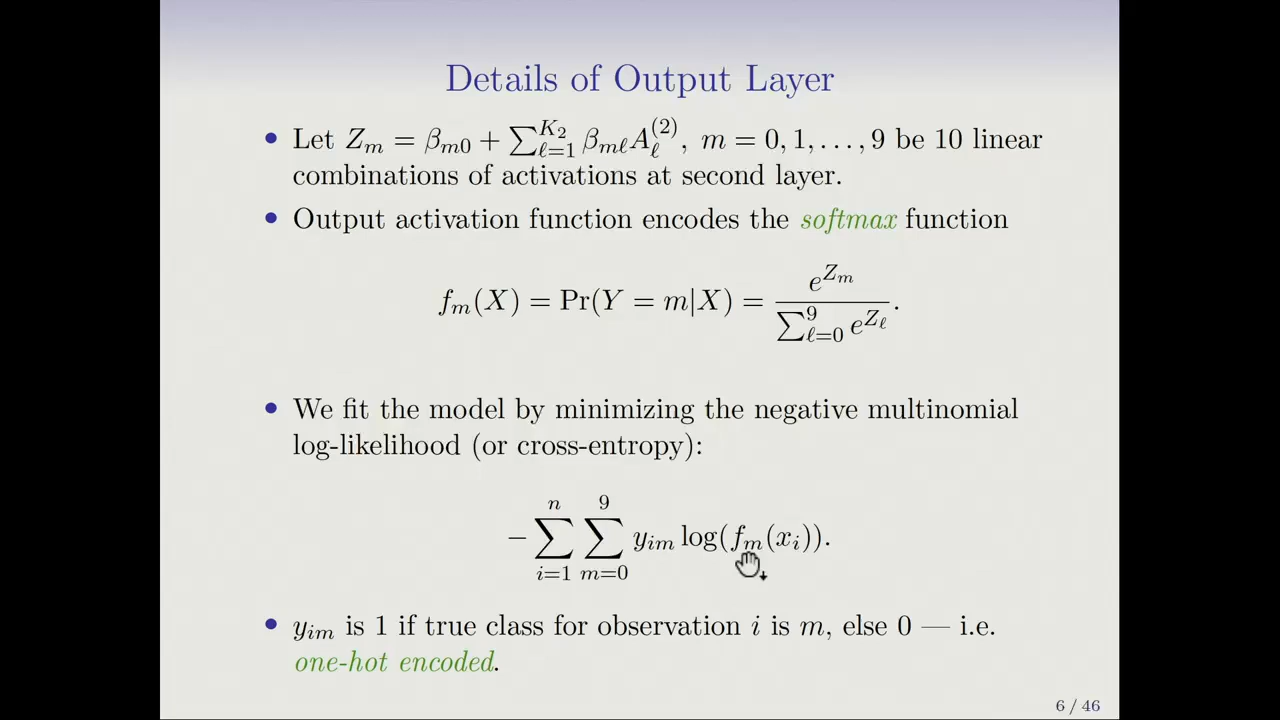 Details of Output Layer
• Let Z_m = β_{m0} + ∑_{ℓ=1}^{K_2} β_{mℓ} A_ℓ^{(2)}, m = 0, 1, . . . , 9 be 10 linear
combinations of activations at second layer.
• Output activation function encodes the softmax function
f_m(X) = Pr(Y = m|X) = e^{Z_m} / ∑_{ℓ=0}^{9} e^{Z_ℓ}.
• We fit the model by minimizing the negative multinomial
log-likelihood (or cross-entropy):
− ∑_{i=1}^{n} ∑_{m=0}^{9} y_{im} log(f_m(x_i)).
• y_{im} is 1 if true class for observation i is m, else 0 — i.e.
one-hot encoded.
6 / 46